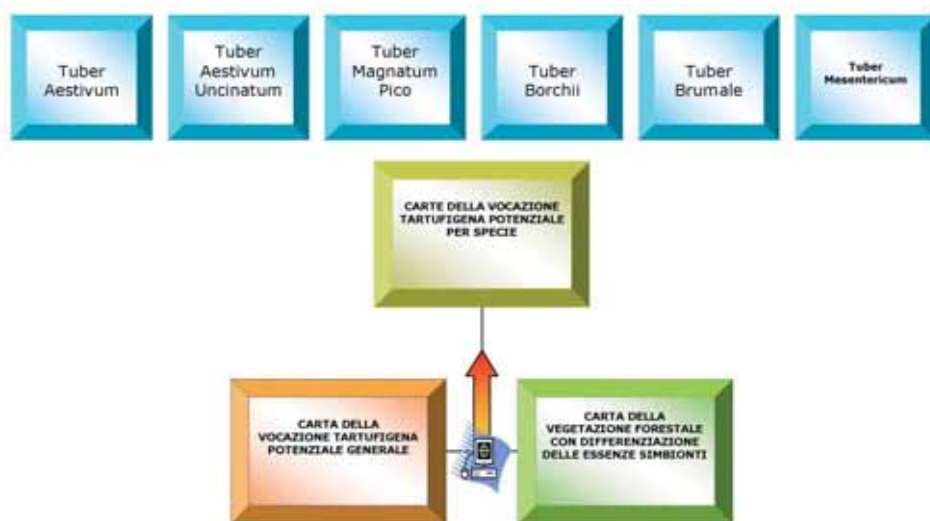 Tuber
Aestivum
Tuber
Aestivum
Uncinatum
Tuber
Magnatum
Pico
Tuber
Borchii
Tuber
Brumale
Tuber
Mesentericum
CARTE DELLA VOCAZIONE
TARTUFIGENA POTENZIALE
PER SPECIE
CARTA DELLA
VOCAZIONE TARTUFIGENA
POTENZIALE GENERALE
CARTA DELLA
VEGETAZIONE FORESTALE
CON DIFFERENZIAZIONE
DELLE ESSENZE SIMBIONTI